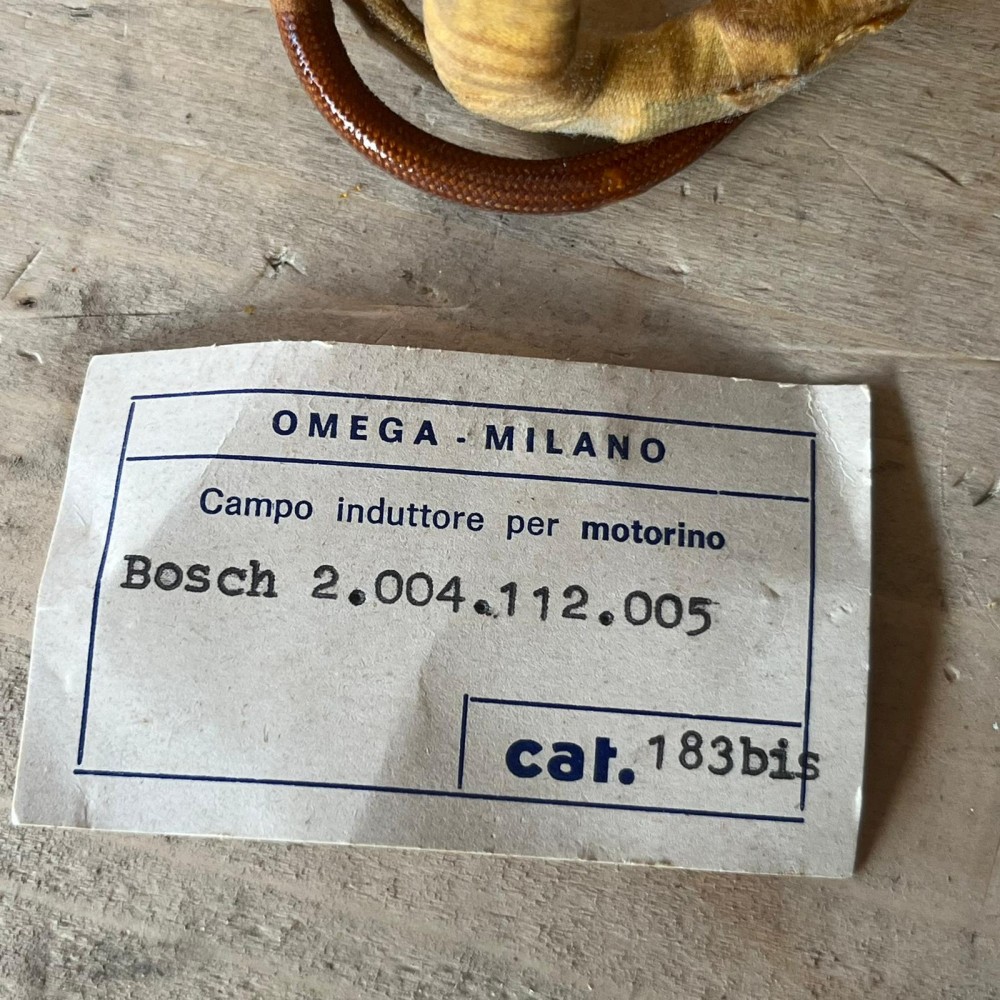 OMEGA - MILANO
Campo induttore per motorino
Bosch 2.004.112.005
cat. 183bis